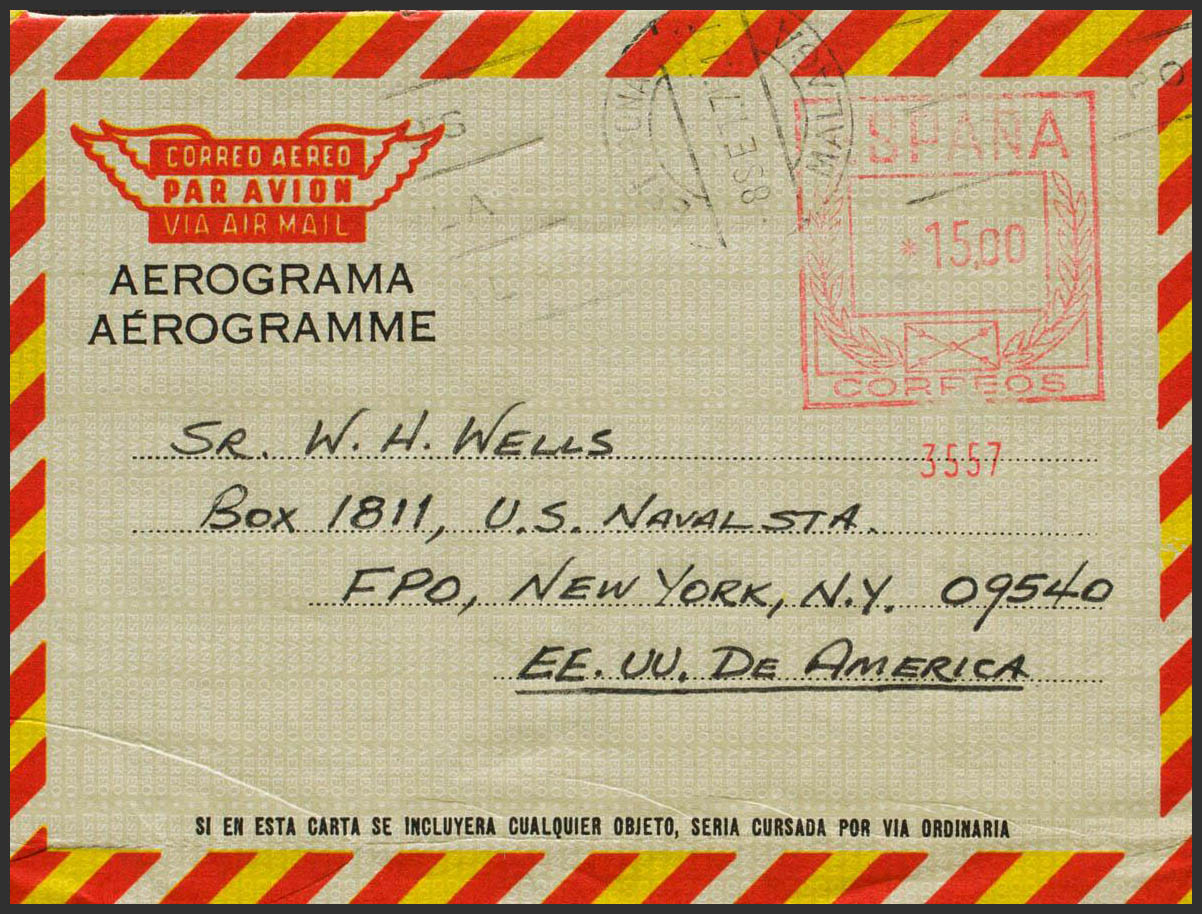 CORREO AEREO
PAR AVION
VIA AIR MAIL
AEROGRAMA
AÉROGRAMME
ESPAÑA
*15,00
CORREOS
3557
SR. W. H. WELLS
BOX 1811, U.S. NAVAL STA.
FPO, NEW YORK, N.Y. 09540
EE. UU. DE AMERICA
SI EN ESTA CARTA SE INCLUYERA CUALQUIER OBJETO, SERIA CURSADA POR VIA ORDINARIA